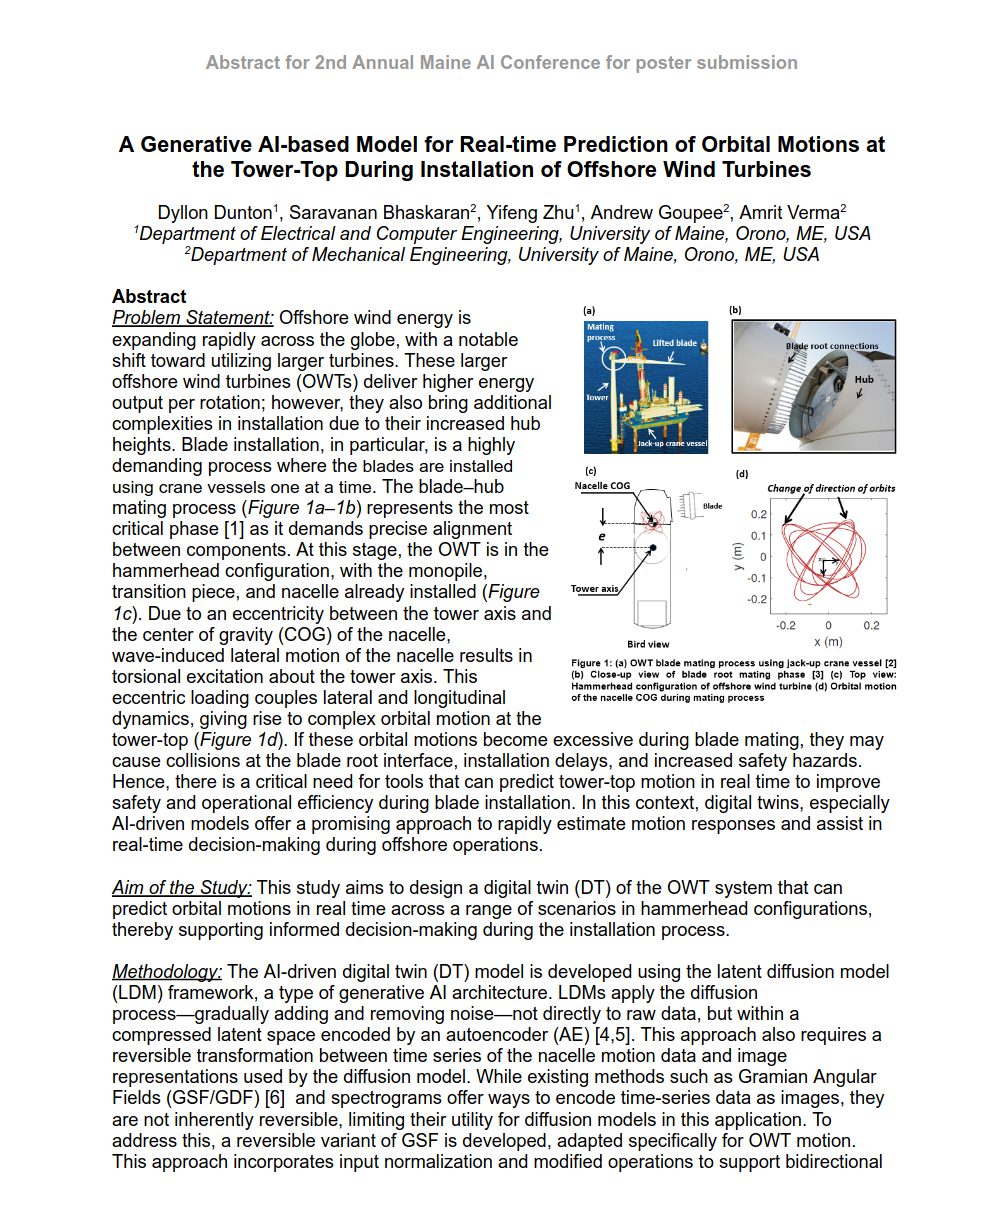 Abstract for 2nd Annual Maine AI Conference for poster submission
A Generative AI-based Model for Real-time Prediction of Orbital Motions at
the Tower-Top During Installation of Offshore Wind Turbines
Dyllon Dunton¹, Saravanan Bhaskaran², Yifeng Zhu¹, Andrew Goupee², Amrit Verma²
¹Department of Electrical and Computer Engineering, University of Maine, Orono, ME, USA
²Department of Mechanical Engineering, University of Maine, Orono, ME, USA
Abstract
Problem Statement: Offshore wind energy is
expanding rapidly across the globe, with a notable
shift toward utilizing larger turbines. These larger
offshore wind turbines (OWTs) deliver higher energy
output per rotation; however, they also bring additional
complexities in installation due to their increased hub
heights. Blade installation, in particular, is a highly
demanding process where the blades are installed
using crane vessels one at a time. The blade–hub
mating process (Figure 1a–1b) represents the most
critical phase [1] as it demands precise alignment
between components. At this stage, the OWT is in the
hammerhead configuration, with the monopile,
transition piece, and nacelle already installed (Figure
1c). Due to an eccentricity between the tower axis and
the center of gravity (COG) of the nacelle,
wave-induced lateral motion of the nacelle results in
torsional excitation about the tower axis. This
eccentric loading couples lateral and longitudinal
dynamics, giving rise to complex orbital motion at the
tower-top (Figure 1d). If these orbital motions become excessive during blade mating, they may
cause collisions at the blade root interface, installation delays, and increased safety hazards.
Hence, there is a critical need for tools that can predict tower-top motion in real time to improve
safety and operational efficiency during blade installation. In this context, digital twins, especially
AI-driven models offer a promising approach to rapidly estimate motion responses and assist in
real-time decision-making during offshore operations.
(a)
Mating
process
Lifted blade
Tower
Jack-up crane vessel
(b)
Blade root connections
Hub
(c)
Nacelle COG
Blade
e
Tower axis
Bird view
(d)
Change of direction of orbits
0.2
0.1
0
-0.1
-0.2
y (m)
-0.2 0 0.2
x (m)
Figure 1: (a) OWT blade mating process using jack-up crane vessel [2]
(b) Close-up view of blade root mating phase [3] (c) Top view:
Hammerhead configuration of offshore wind turbine (d) Orbital motion
of the nacelle COG during mating process
Aim of the Study: This study aims to design a digital twin (DT) of the OWT system that can
predict orbital motions in real time across a range of scenarios in hammerhead configurations,
thereby supporting informed decision-making during the installation process.
Methodology: The AI-driven digital twin (DT) model is developed using the latent diffusion model
(LDM) framework, a type of generative AI architecture. LDMs apply the diffusion
process—gradually adding and removing noise—not directly to raw data, but within a
compressed latent space encoded by an autoencoder (AE) [4,5]. This approach also requires a
reversible transformation between time series of the nacelle motion data and image
representations used by the diffusion model. While existing methods such as Gramian Angular
Fields (GSF/GDF) [6] and spectrograms offer ways to encode time-series data as images, they
are not inherently reversible, limiting their utility for diffusion models in this application. To
address this, a reversible variant of GSF is developed, adapted specifically for OWT motion.
This approach incorporates input normalization and modified operations to support bidirectional